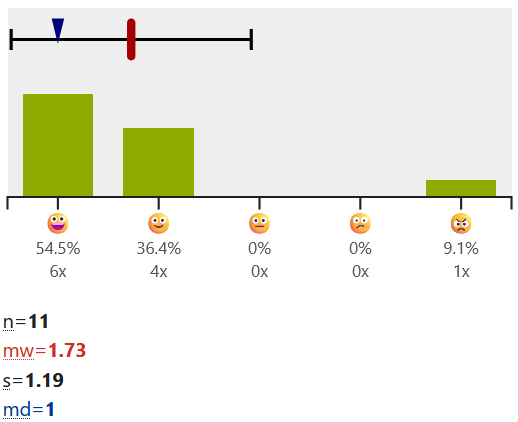 54.5% 36.4% 0% 0% 9.1%
6x 4x 0x 0x 1x
n=11
mw=1.73
s=1.19
md=1